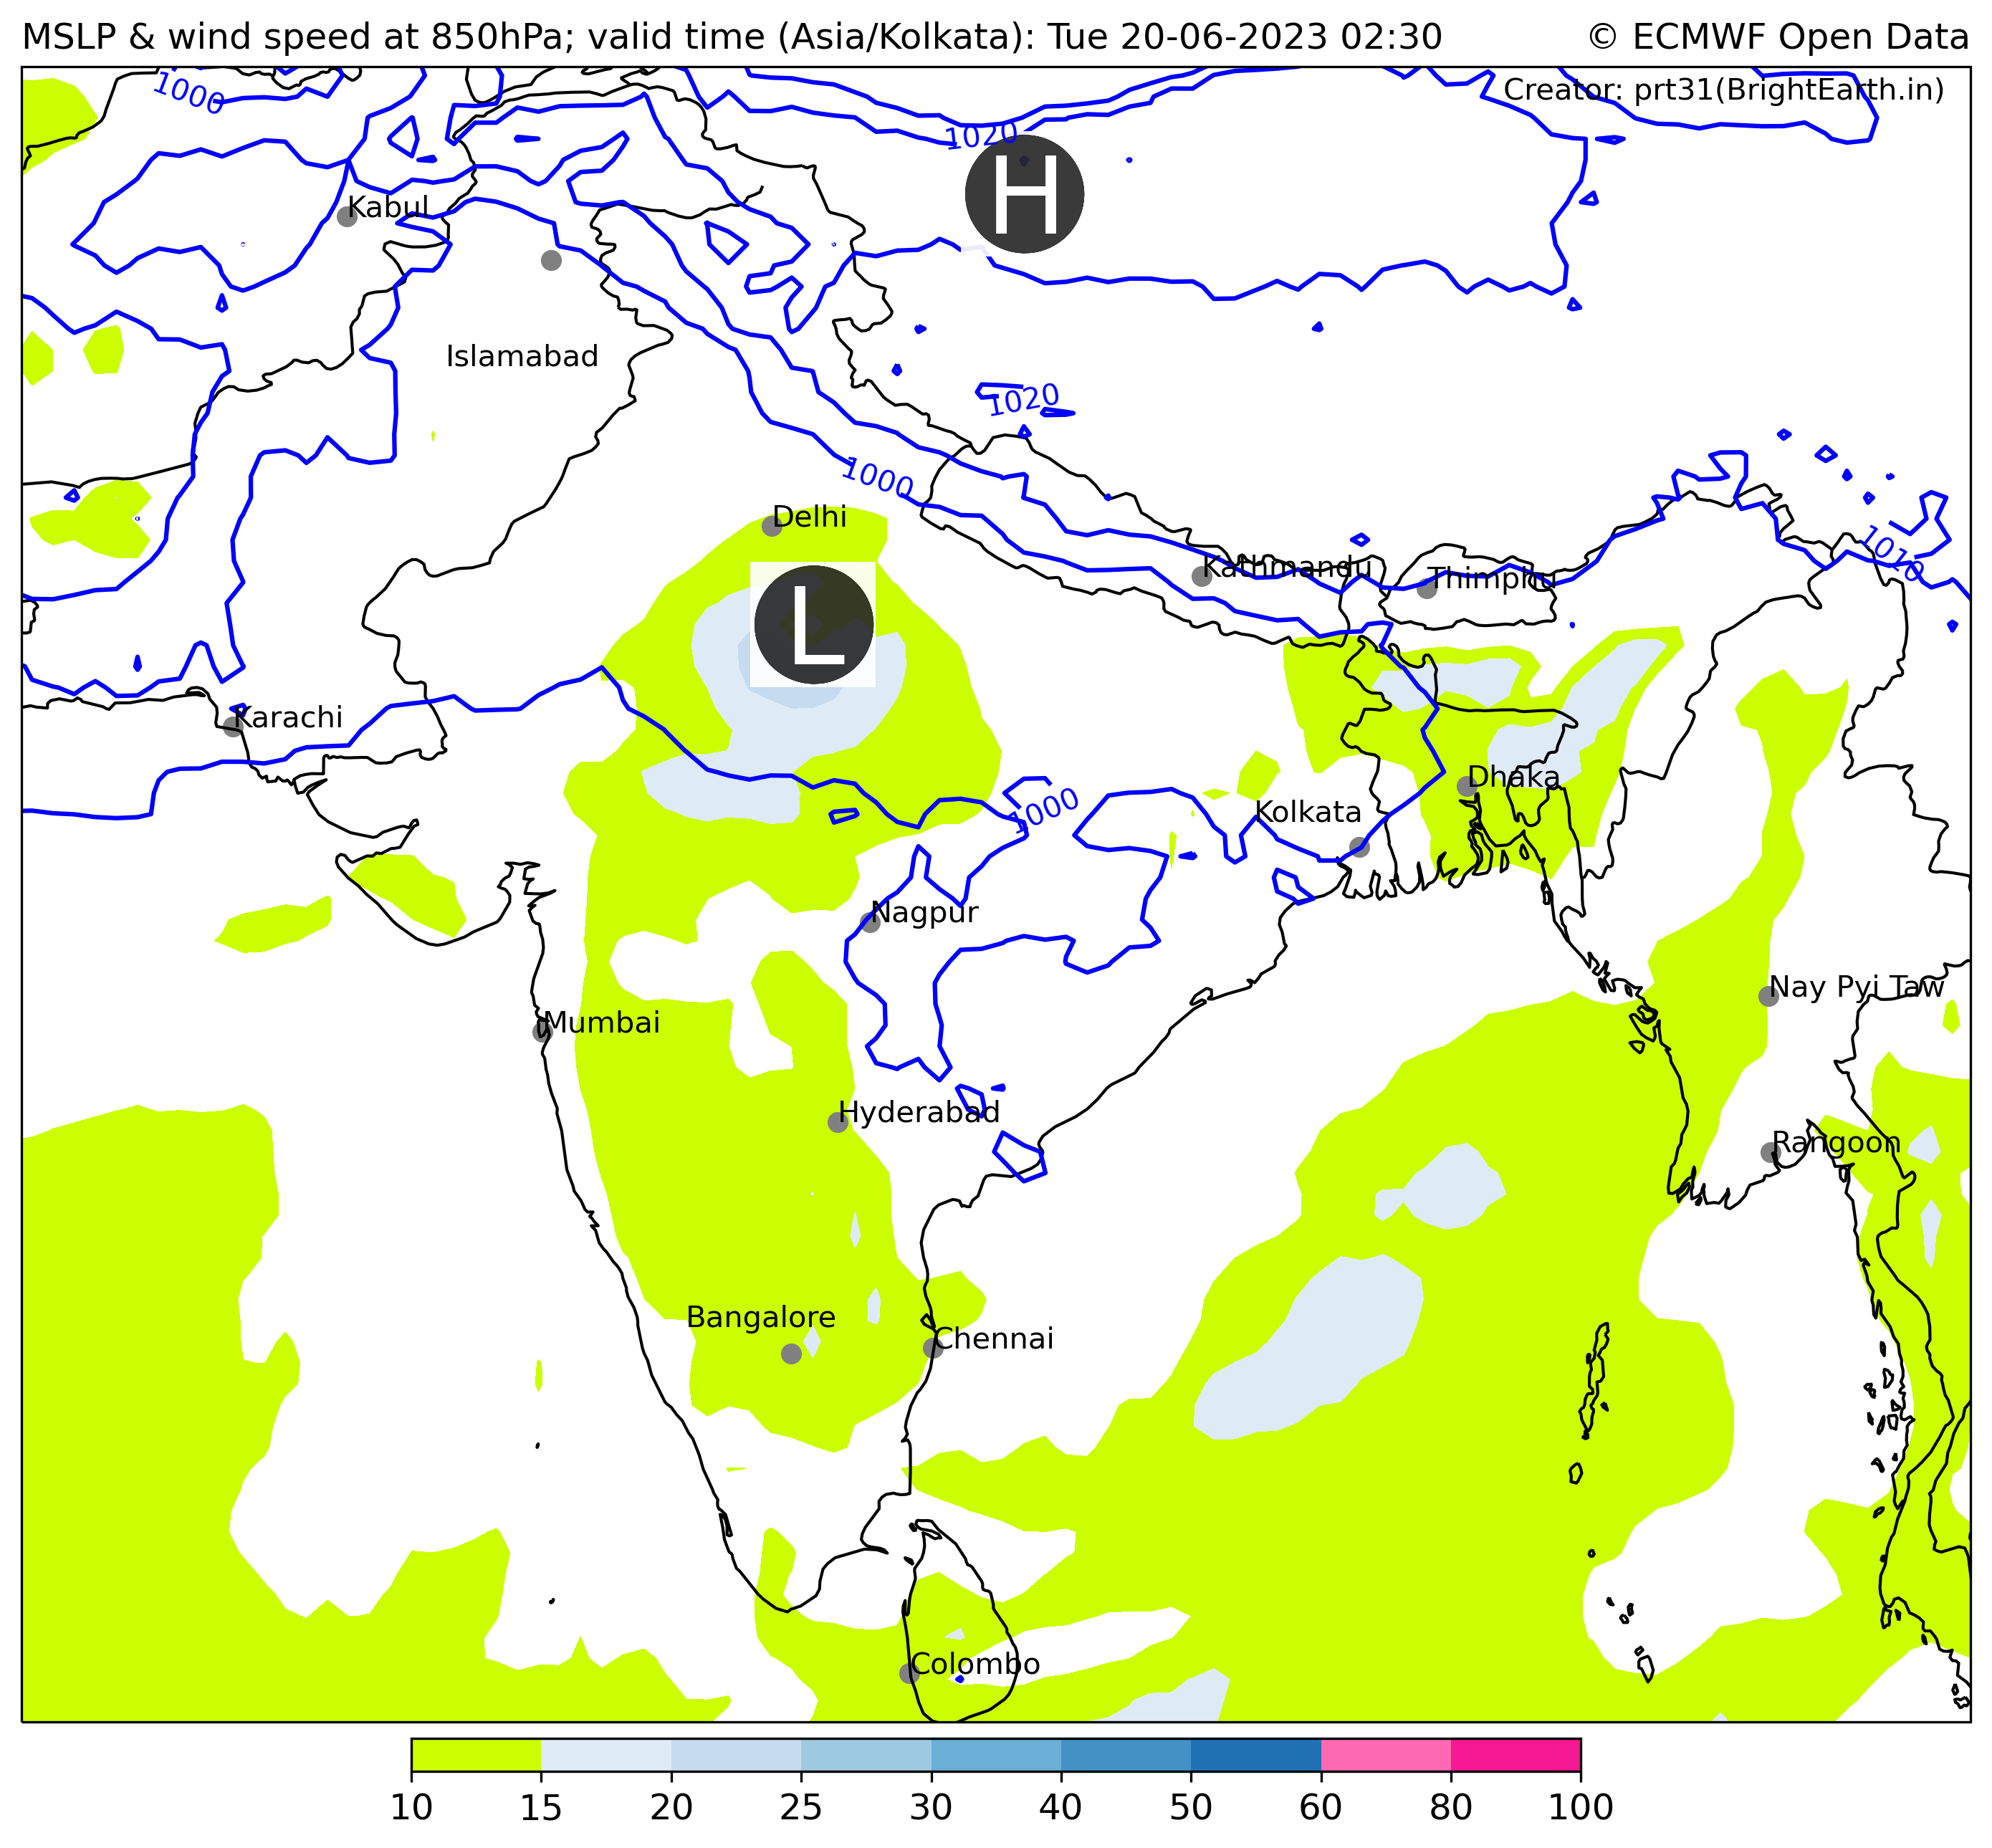 MSLP & wind speed at 850hPa; valid time (Asia/Kolkata): Tue 20-06-2023 02:30
© ECMWF Open Data
Creator: prt31(BrightEarth.in)
1000
1020
H
Kabul
Islamabad
1020
1000
Delhi
1010
Kathmandu
Thimphu
L
Karachi
Dhaka
1000
Kolkata
Nagpur
Nay Pyi Taw
Mumbai
Hyderabad
Rangoon
Bangalore
Chennai
Colombo
10 15 20 25 30 40 50 60 80 100